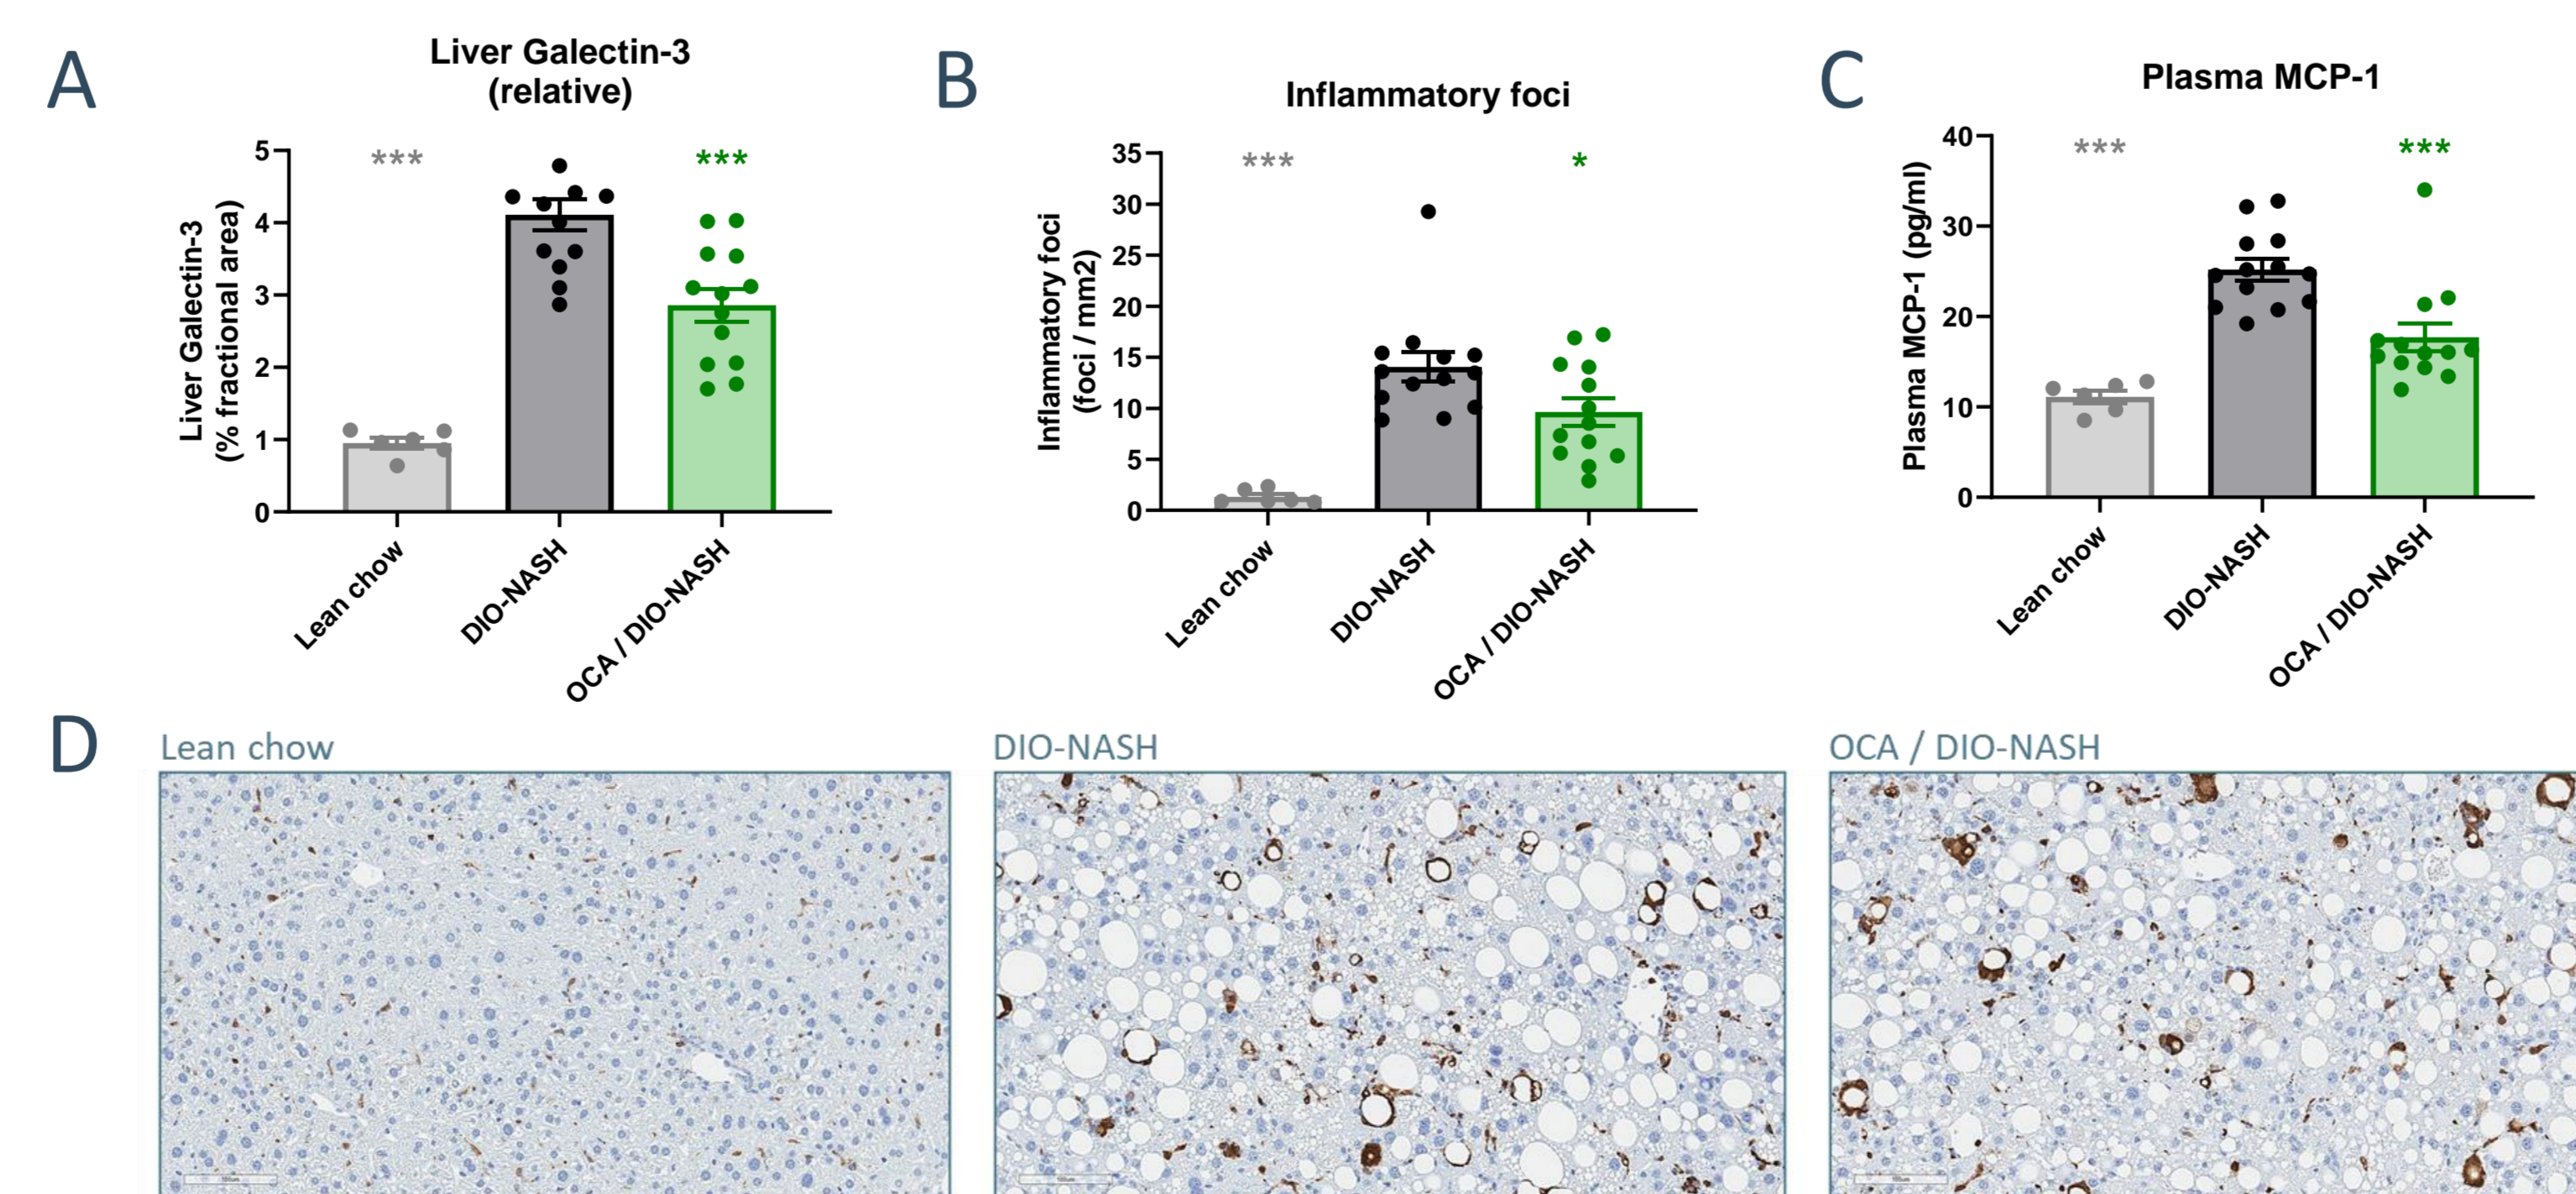 A
Liver Galectin-3
(relative)
Liver Galectin-3
(% fractional area)
5
4
3
2
1
0
***
***
Lean chow
DIO-NASH
OCA / DIO-NASH
B
Inflammatory foci
Inflammatory foci
(foci / mm2)
35
30
25
20
15
10
5
0
***
*
Lean chow
DIO-NASH
OCA / DIO-NASH
C
Plasma MCP-1
Plasma MCP-1 (pg/ml)
40
30
20
10
0
***
***
Lean chow
DIO-NASH
OCA / DIO-NASH
D
Lean chow
DIO-NASH
OCA / DIO-NASH